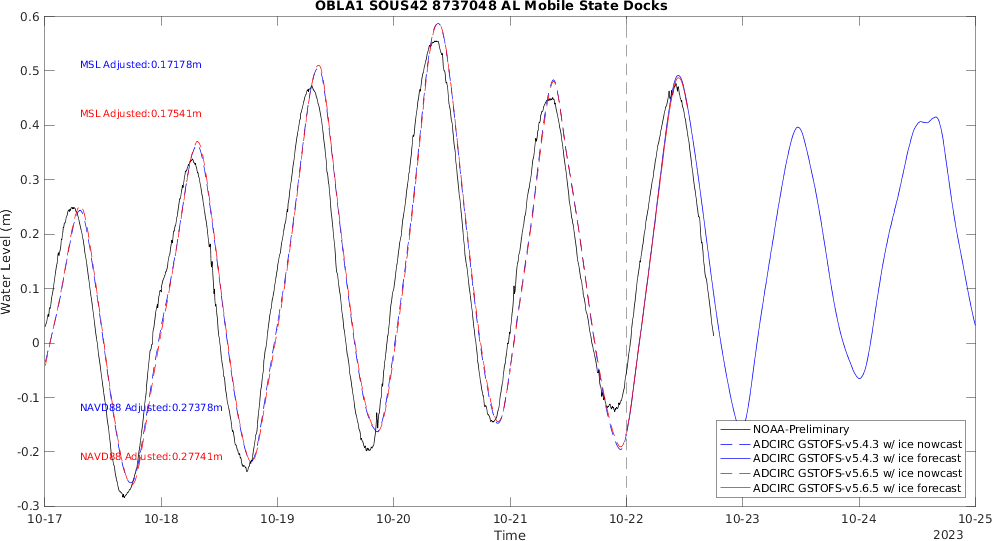 OBLA1 SOUS42 8737048 AL Mobile State Docks
0.6
0.5
0.4
0.3
0.2
0.1
0
-0.1
-0.2
-0.3
Water Level (m)
MSL Adjusted:0.17178m
MSL Adjusted:0.17541m
NAVD88 Adjusted:0.27378m
NAVD88 Adjusted:0.27741m
NOAA-Preliminary
ADCIRC GSTOFS-v5.4.3 w/ ice nowcast
ADCIRC GSTOFS-v5.4.3 w/ ice forecast
ADCIRC GSTOFS-v5.6.5 w/ ice nowcast
ADCIRC GSTOFS-v5.6.5 w/ ice forecast
10-17 10-18 10-19 10-20 10-21 10-22 10-23 10-24 10-25
Time
2023